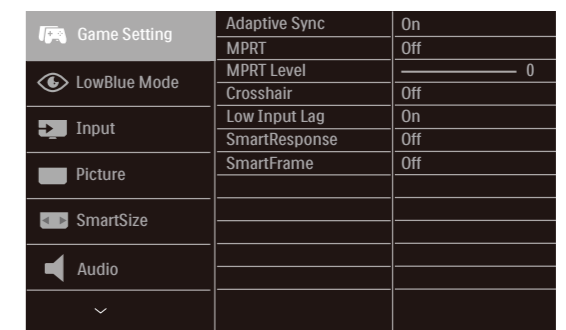 Game Setting
LowBlue Mode
Input
Picture
SmartSize
Audio
Adaptive Sync On
MPRT Off
MPRT Level 0
Crosshair Off
Low Input Lag On
SmartResponse Off
SmartFrame Off